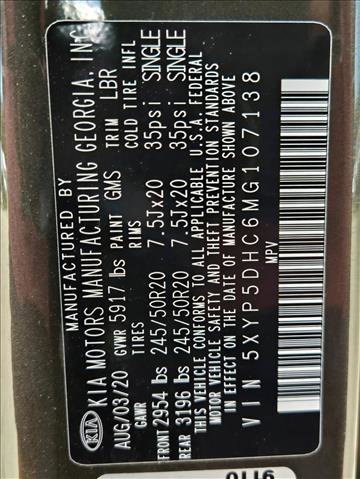 KIA
MANUFACTURED BY
KIA MOTORS MANUFACTURING GEORGIA, INC
AUG/03/20 GVWR 5917 lbs PAINT GMS TRIM LBR
GAWR TIRES RIMS COLD TIRE INFL
FRONT 2954 lbs 245/50R20 7.5Jx20 35psi SINGLE
REAR 3196 lbs 245/50R20 7.5Jx20 35psi SINGLE
THIS VEHICLE CONFORMS TO ALL APPLICABLE U.S.A. FEDERAL
MOTOR VEHICLE SAFETY AND THEFT PREVENTION STANDARDS
IN EFFECT ON THE DATE OF MANUFACTURE SHOWN ABOVE
VIN 5XYP5DHC6MG107138
MPV